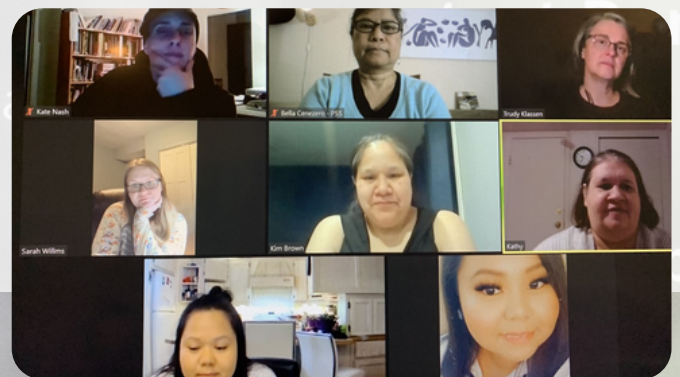 Kate Nash
Bella Cenezero - PSS
Trudy Klassen
Sarah Willms
Kim Brown
Kathy